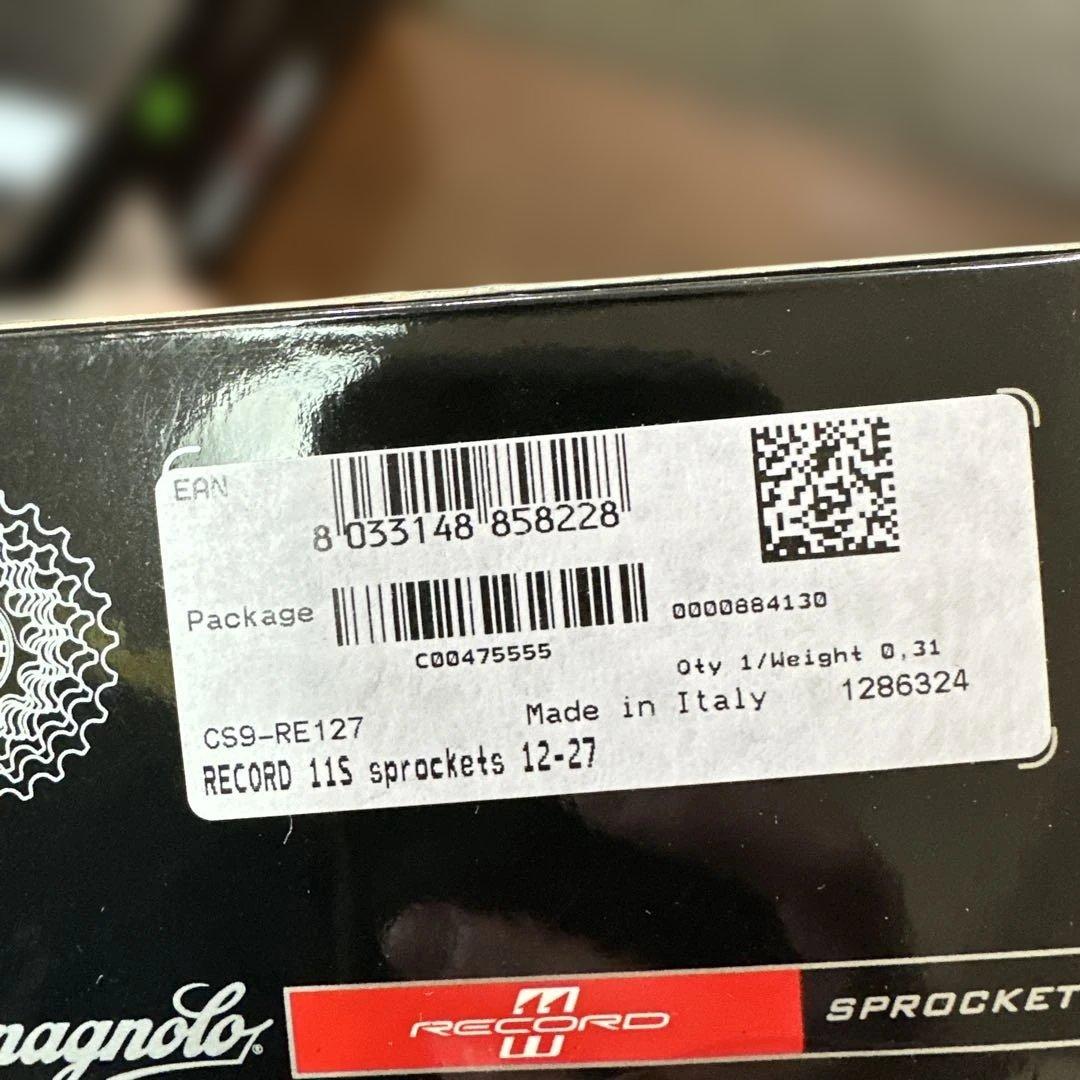 EAN
8 033148 858228
Package
0000884130
C00475555
Qty 1/Weight 0,31
CS9-RE127
Made in Italy
1286324
RECORD 11S sprockets 12-27
magnolo.
RECORD
SPROCKET